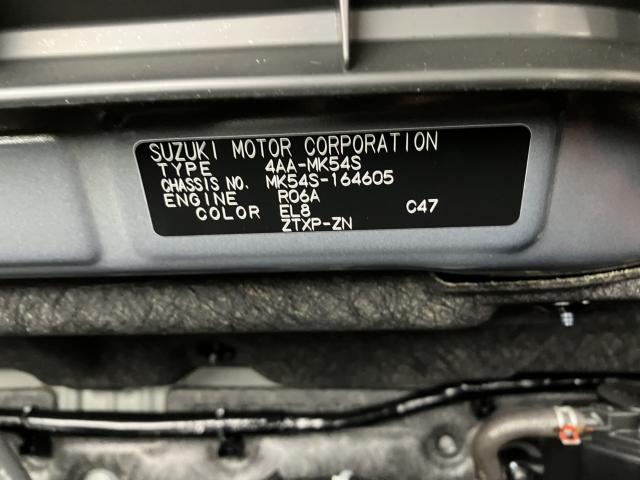 SUZUKI MOTOR CORPORATION
TYPE 4AA-MK54S
CHASSIS NO. MK54S-164605
ENGINE R06A
COLOR EL8 C47
ZTXP-ZN